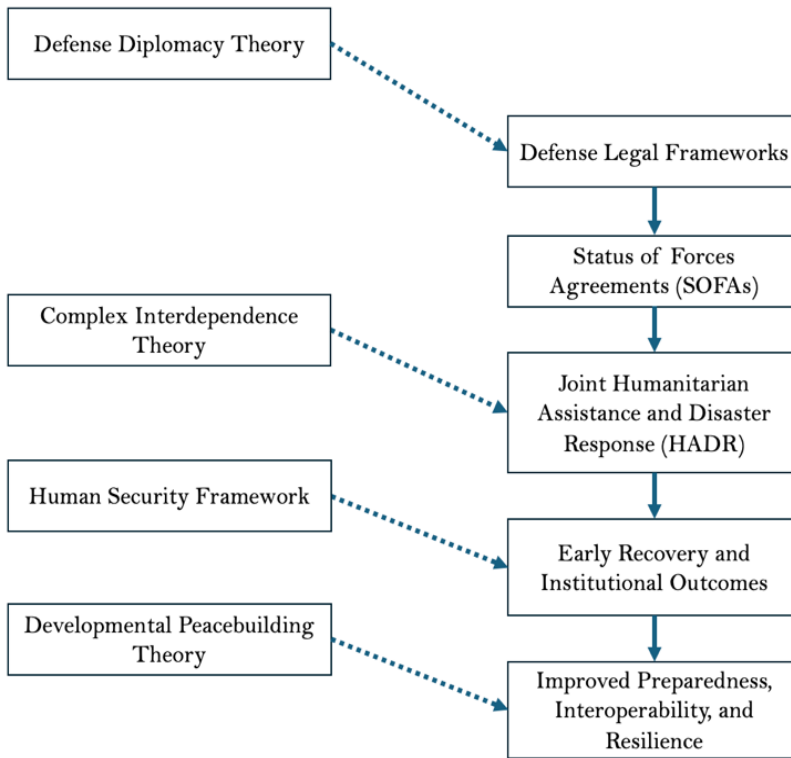 Defense Diplomacy Theory
Defense Legal Frameworks
Status of Forces
Agreements (SOFAs)
Complex Interdependence
Theory
Joint Humanitarian
Assistance and Disaster
Response (HADR)
Human Security Framework
Early Recovery and
Institutional Outcomes
Developmental Peacebuilding
Theory
Improved Preparedness,
Interoperability, and
Resilience